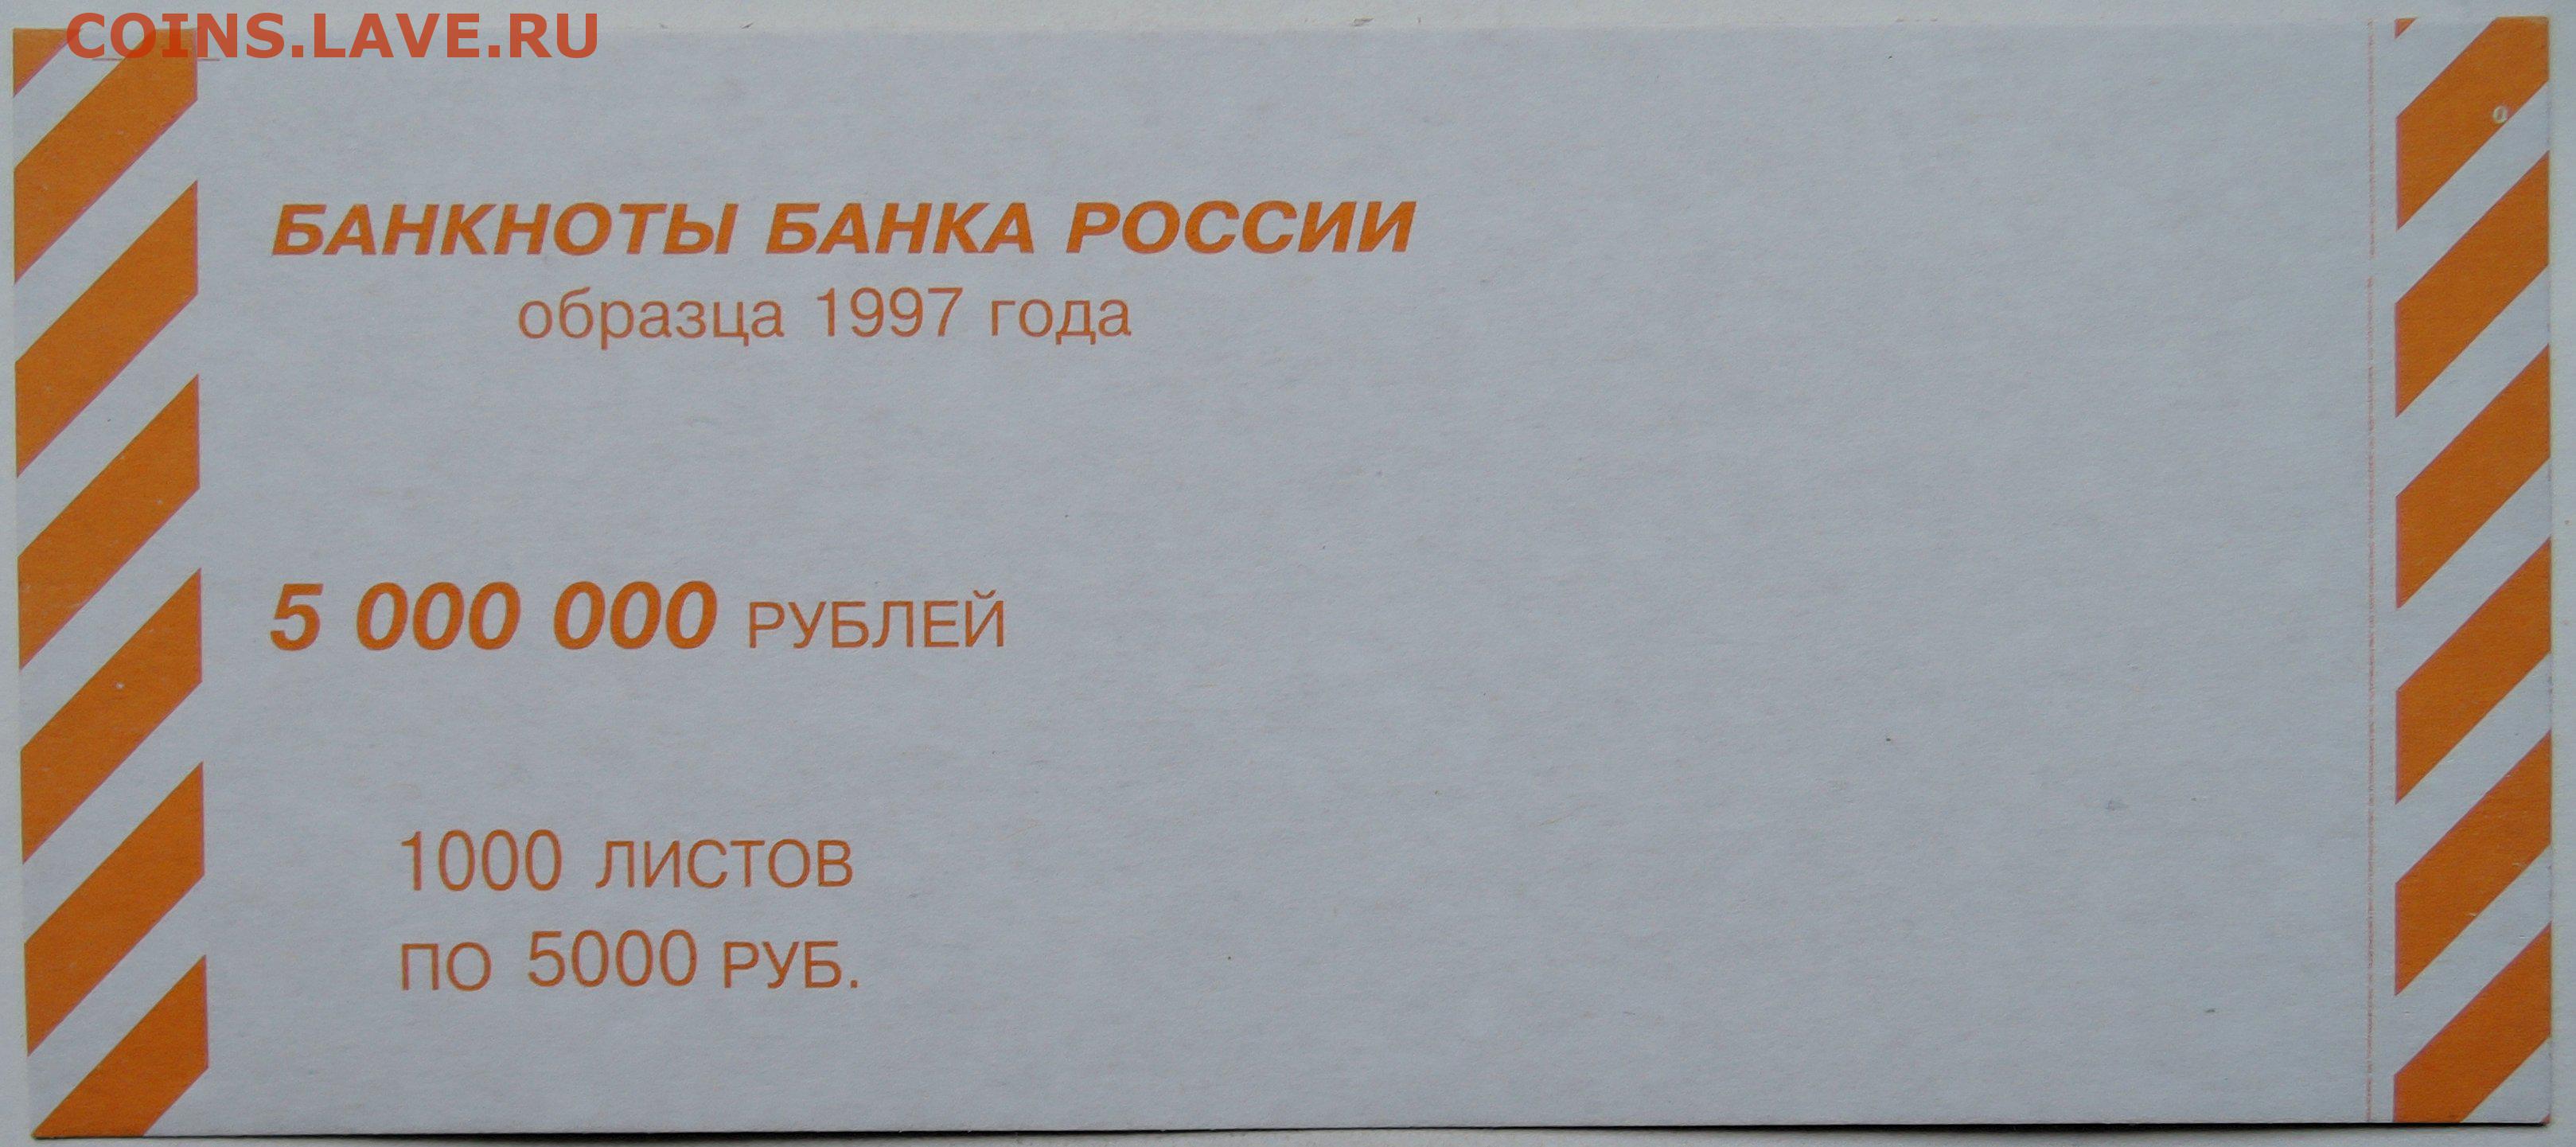 COINS.LAVE.RU
БАНКНОТЫ БАНКА РОССИИ
образца 1997 года
5 000 000 РУБЛЕЙ
1000 ЛИСТОВ
ПО 5000 РУБ.